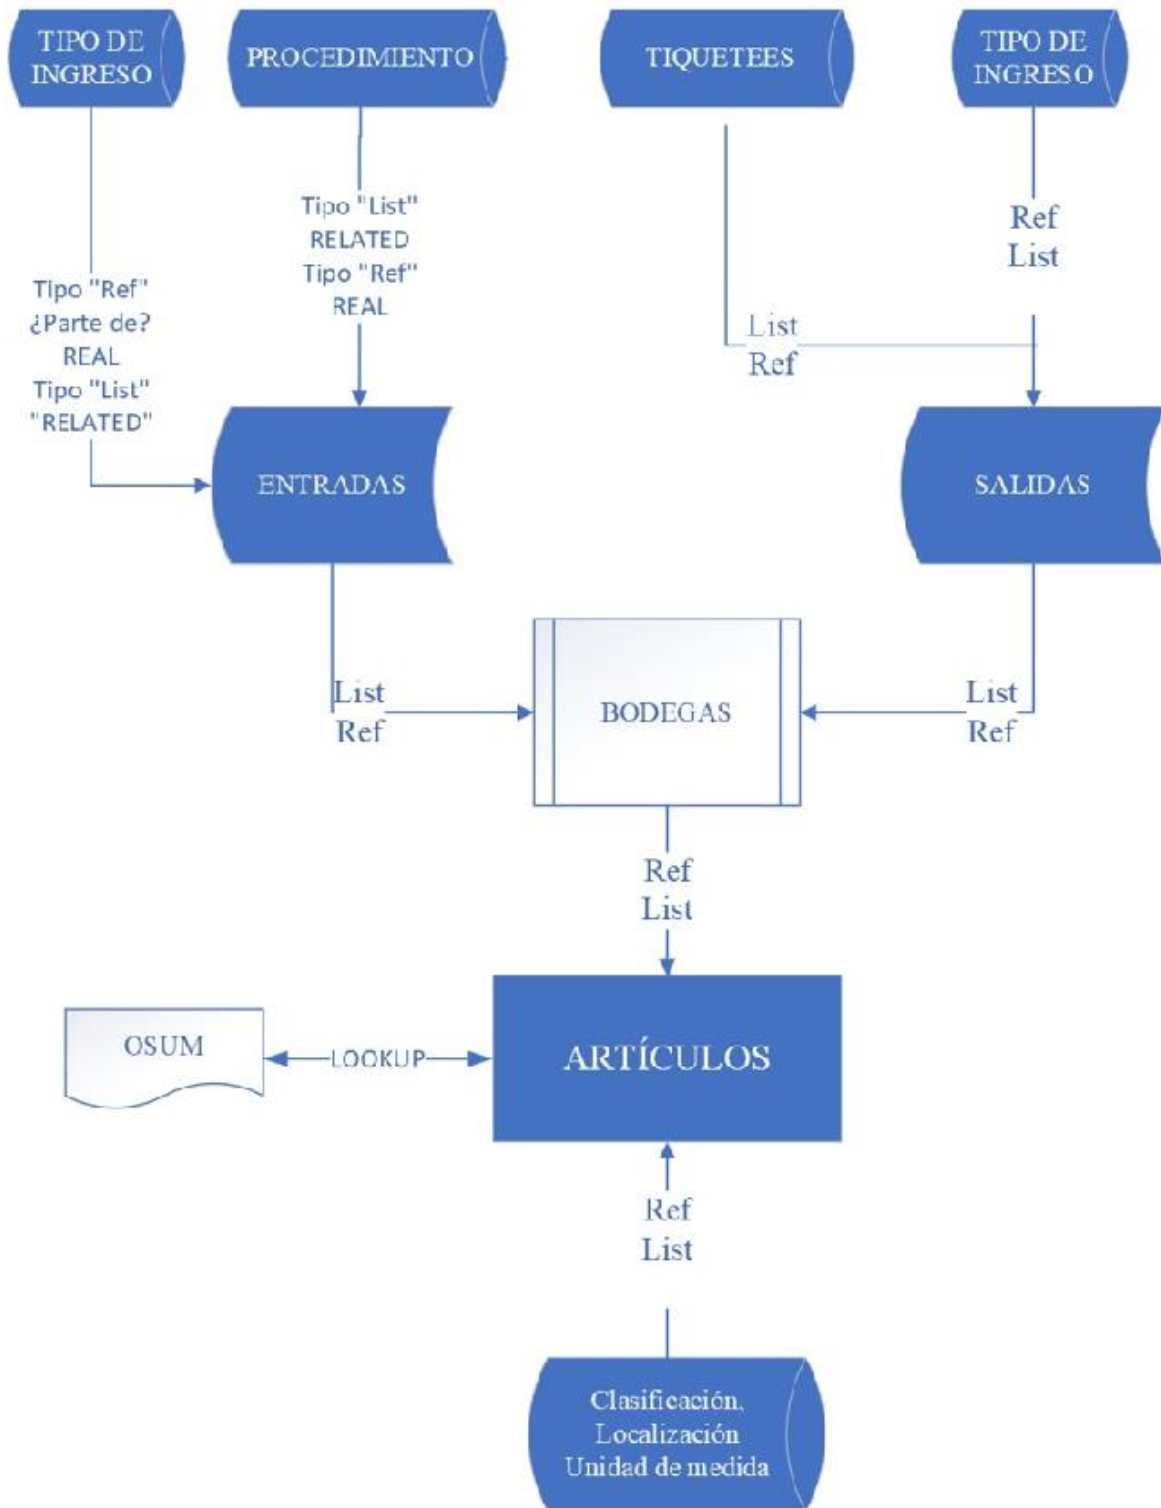 TIPO DE
INGRESO
PROCEDIMIENTO
TIQUETEES
TIPO DE
INGRESO
Tipo "List"
RELATED
Tipo "Ref"
REAL
Ref
List
Tipo "Ref"
¿Parte de?
REAL
Tipo "List"
"RELATED"
List
Ref
ENTRADAS
SALIDAS
List
Ref
BODEGAS
List
Ref
Ref
List
OSUM
LOOKUP
ARTÍCULOS
Ref
List
Clasificación,
Localización
Unidad de medida